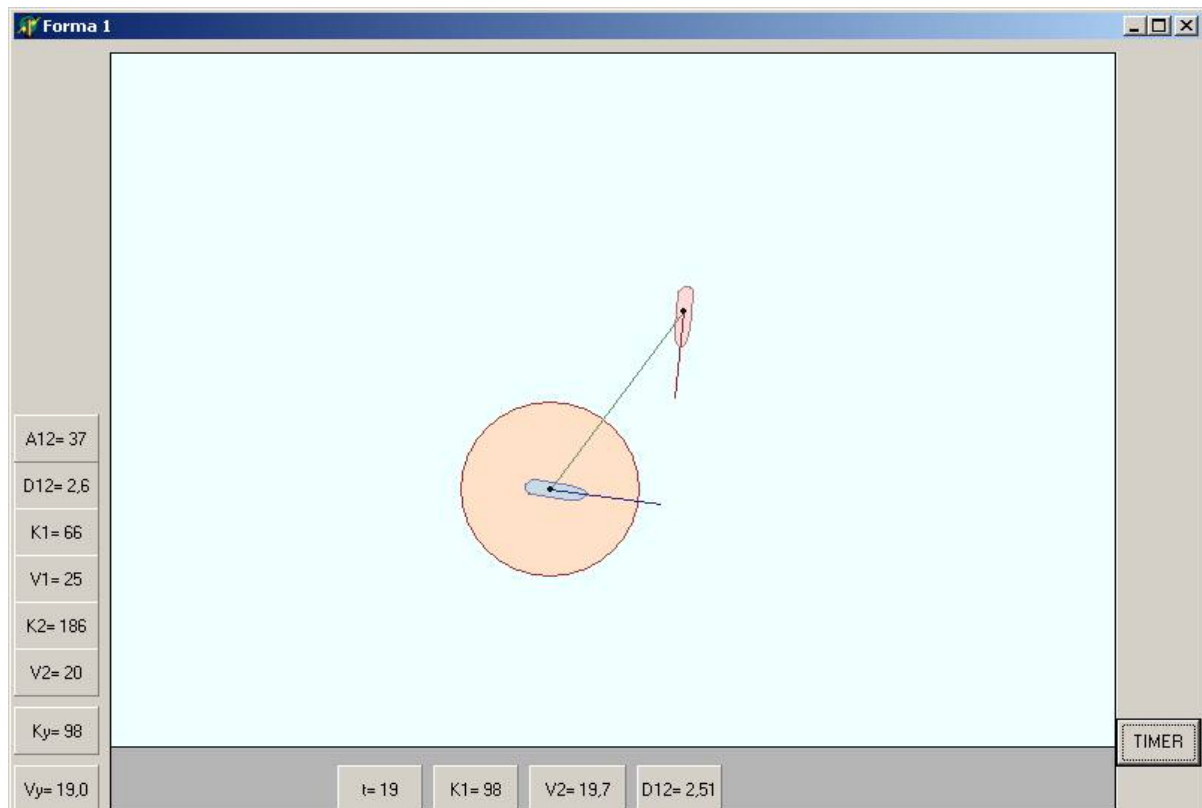 Forma 1
A12= 37
D12= 2,6
K1= 66
V1= 25
K2= 186
V2= 20
Ky= 98
TIMER
Vy= 19,0
t= 19
K1= 98
V2= 19,7
D12= 2,51